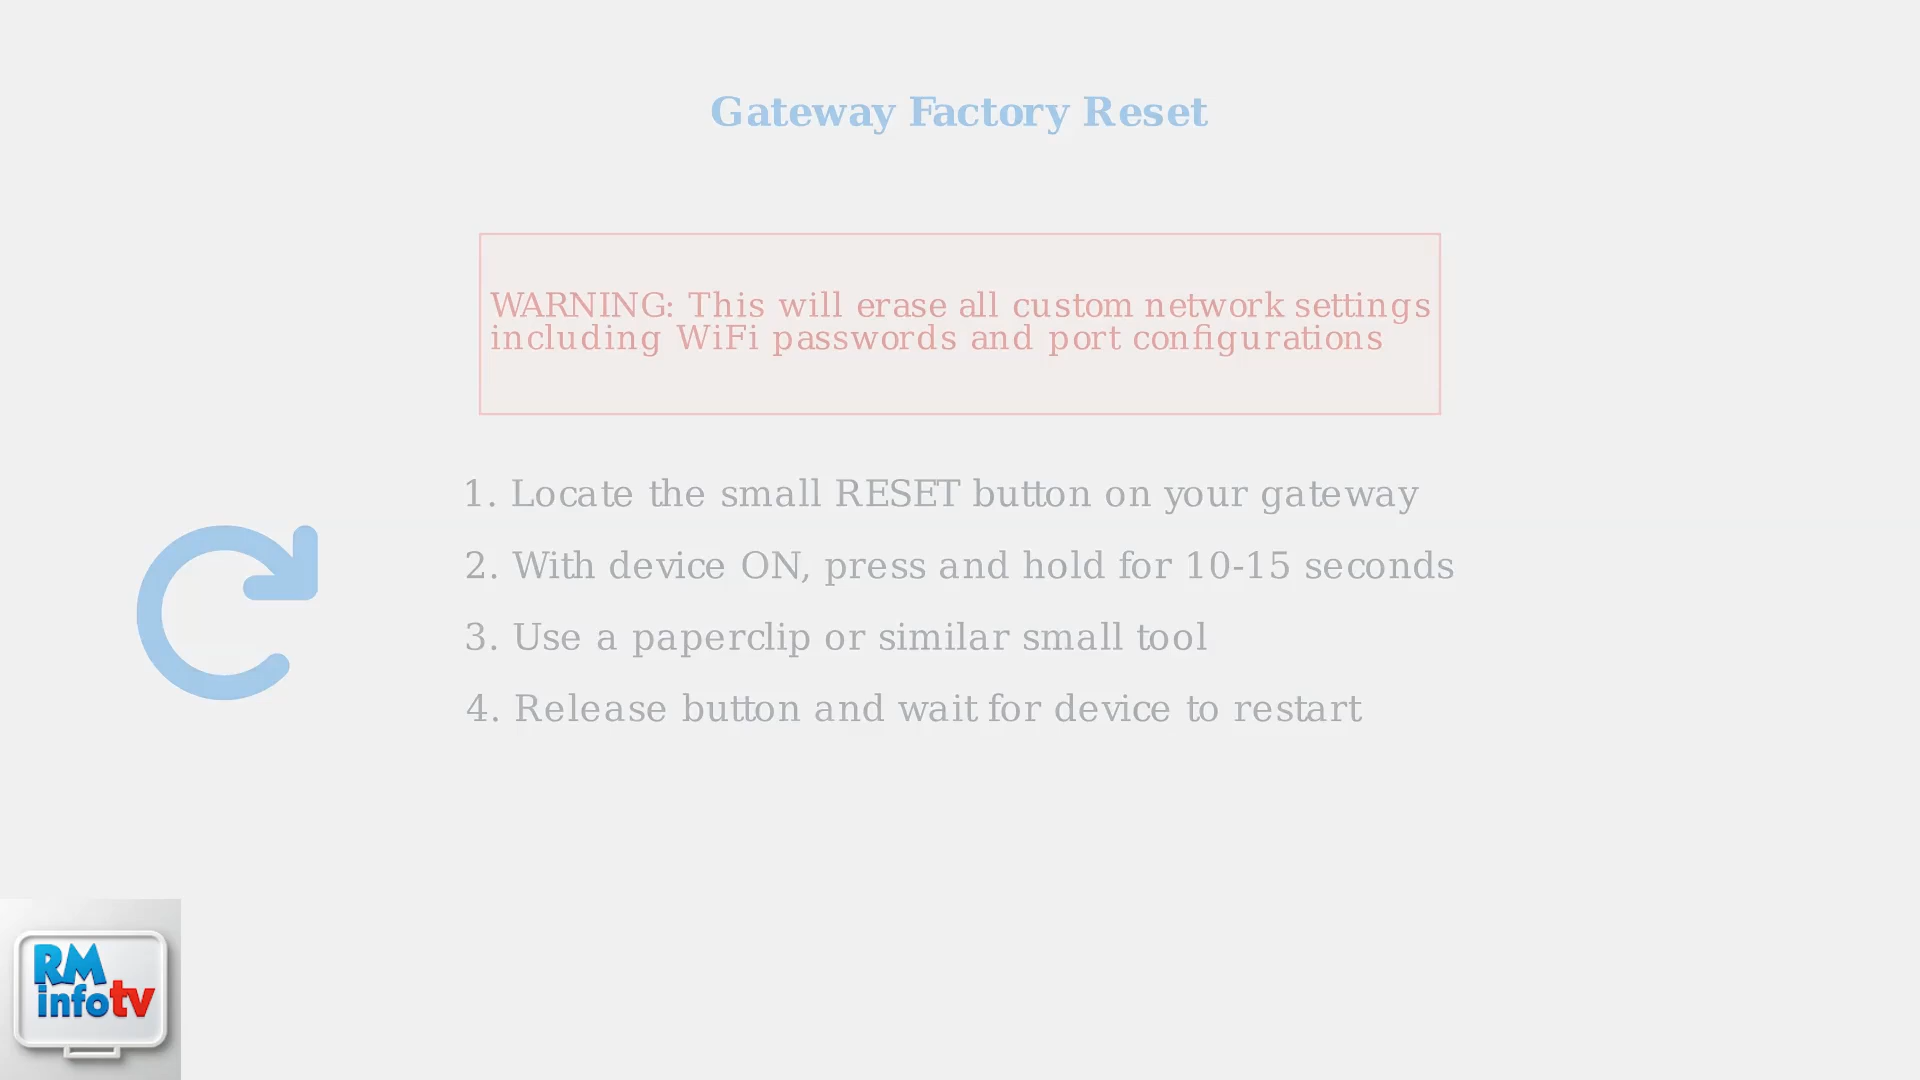 Gateway Factory Reset
WARNING: This will erase all custom network settings
including WiFi passwords and port configurations
1. Locate the small RESET button on your gateway
2. With device ON, press and hold for 10-15 seconds
3. Use a paperclip or similar small tool
4. Release button and wait for device to restart
RM
infotv